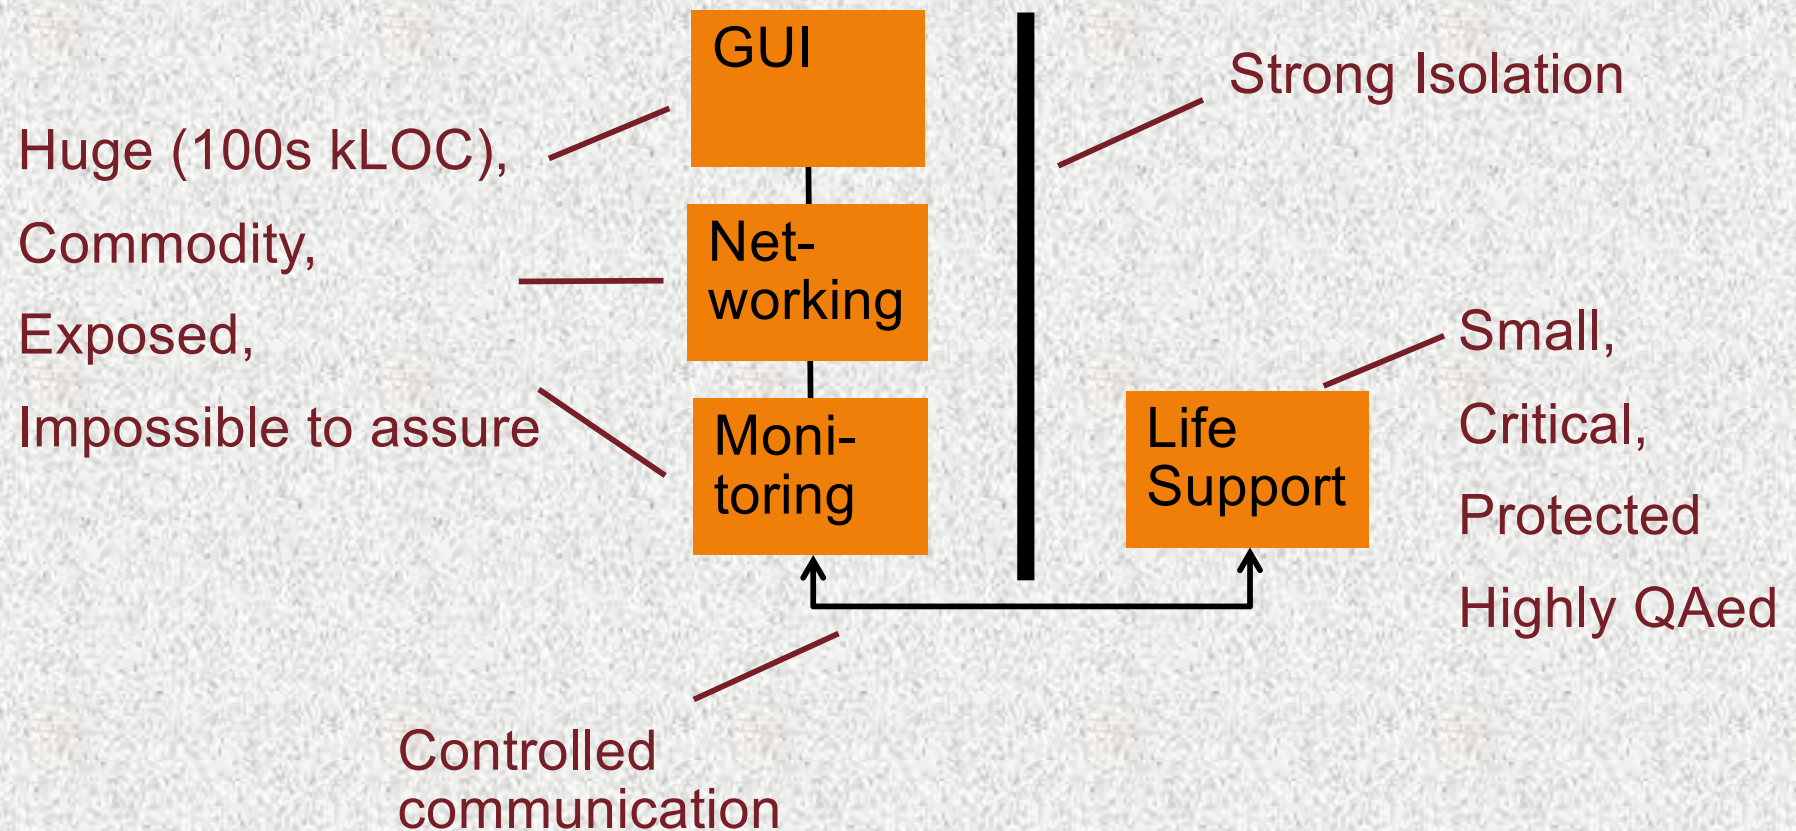 GUI
Strong Isolation
Huge (100s kLOC),
Commodity,
Exposed,
Impossible to assure
Net-
working
Moni-
toring
Life
Support
Small,
Critical,
Protected
Highly QAed
Controlled
communication